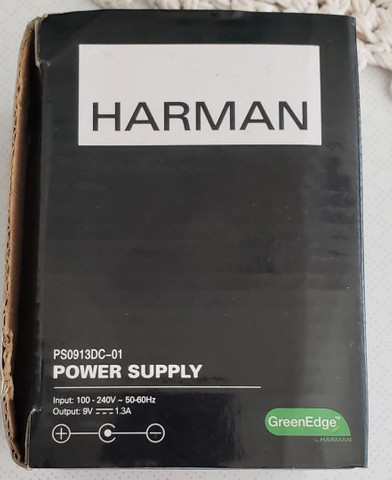 HARMAN
PS0913DC-01
POWER SUPPLY
Input: 100 - 240V ~ 50-60Hz
Output: 9V ⎓ 1.3A
GreenEdge™
by HARMAN